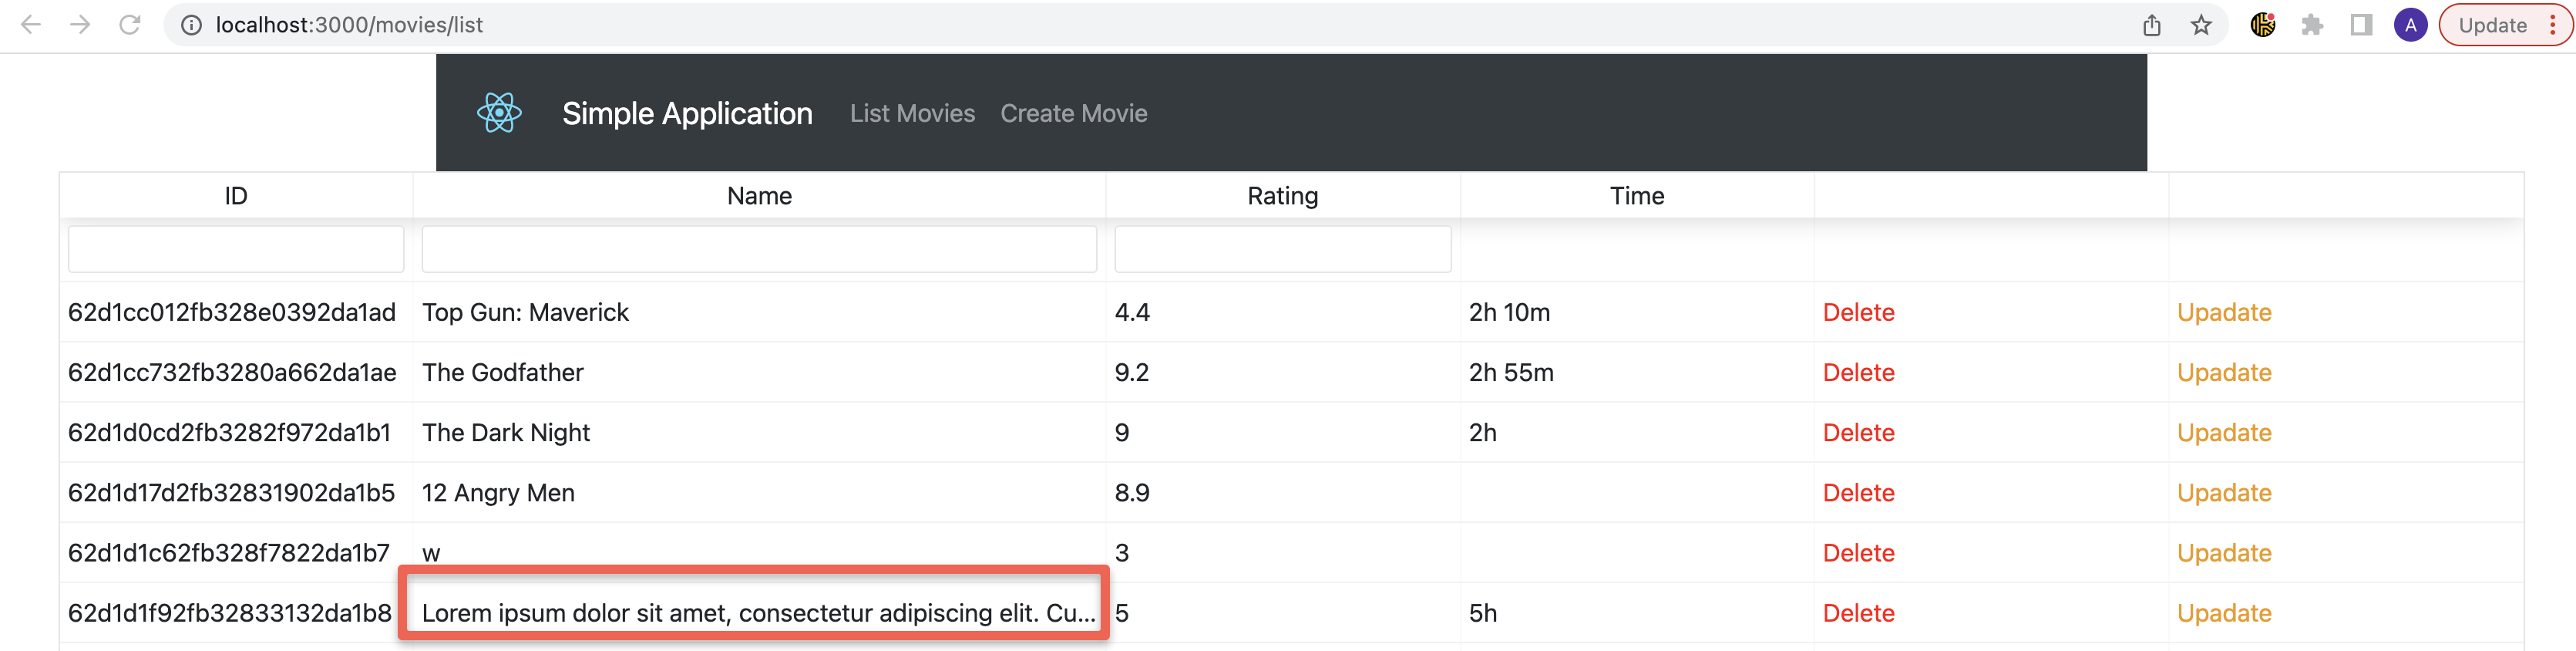 localhost:3000/movies/list A Update
Simple Application List Movies Create Movie
ID Name Rating Time
62d1cc012fb328e0392da1ad Top Gun: Maverick 4.4 2h 10m Delete Upadate
62d1cc732fb3280a662da1ae The Godfather 9.2 2h 55m Delete Upadate
62d1d0cd2fb3282f972da1b1 The Dark Night 9 2h Delete Upadate
62d1d17d2fb32831902da1b5 12 Angry Men 8.9 Delete Upadate
62d1d1c62fb328f7822da1b7 w 3 Delete Upadate
62d1d1f92fb32833132da1b8 Lorem ipsum dolor sit amet, consectetur adipiscing elit. Cu... 5 5h Delete Upadate